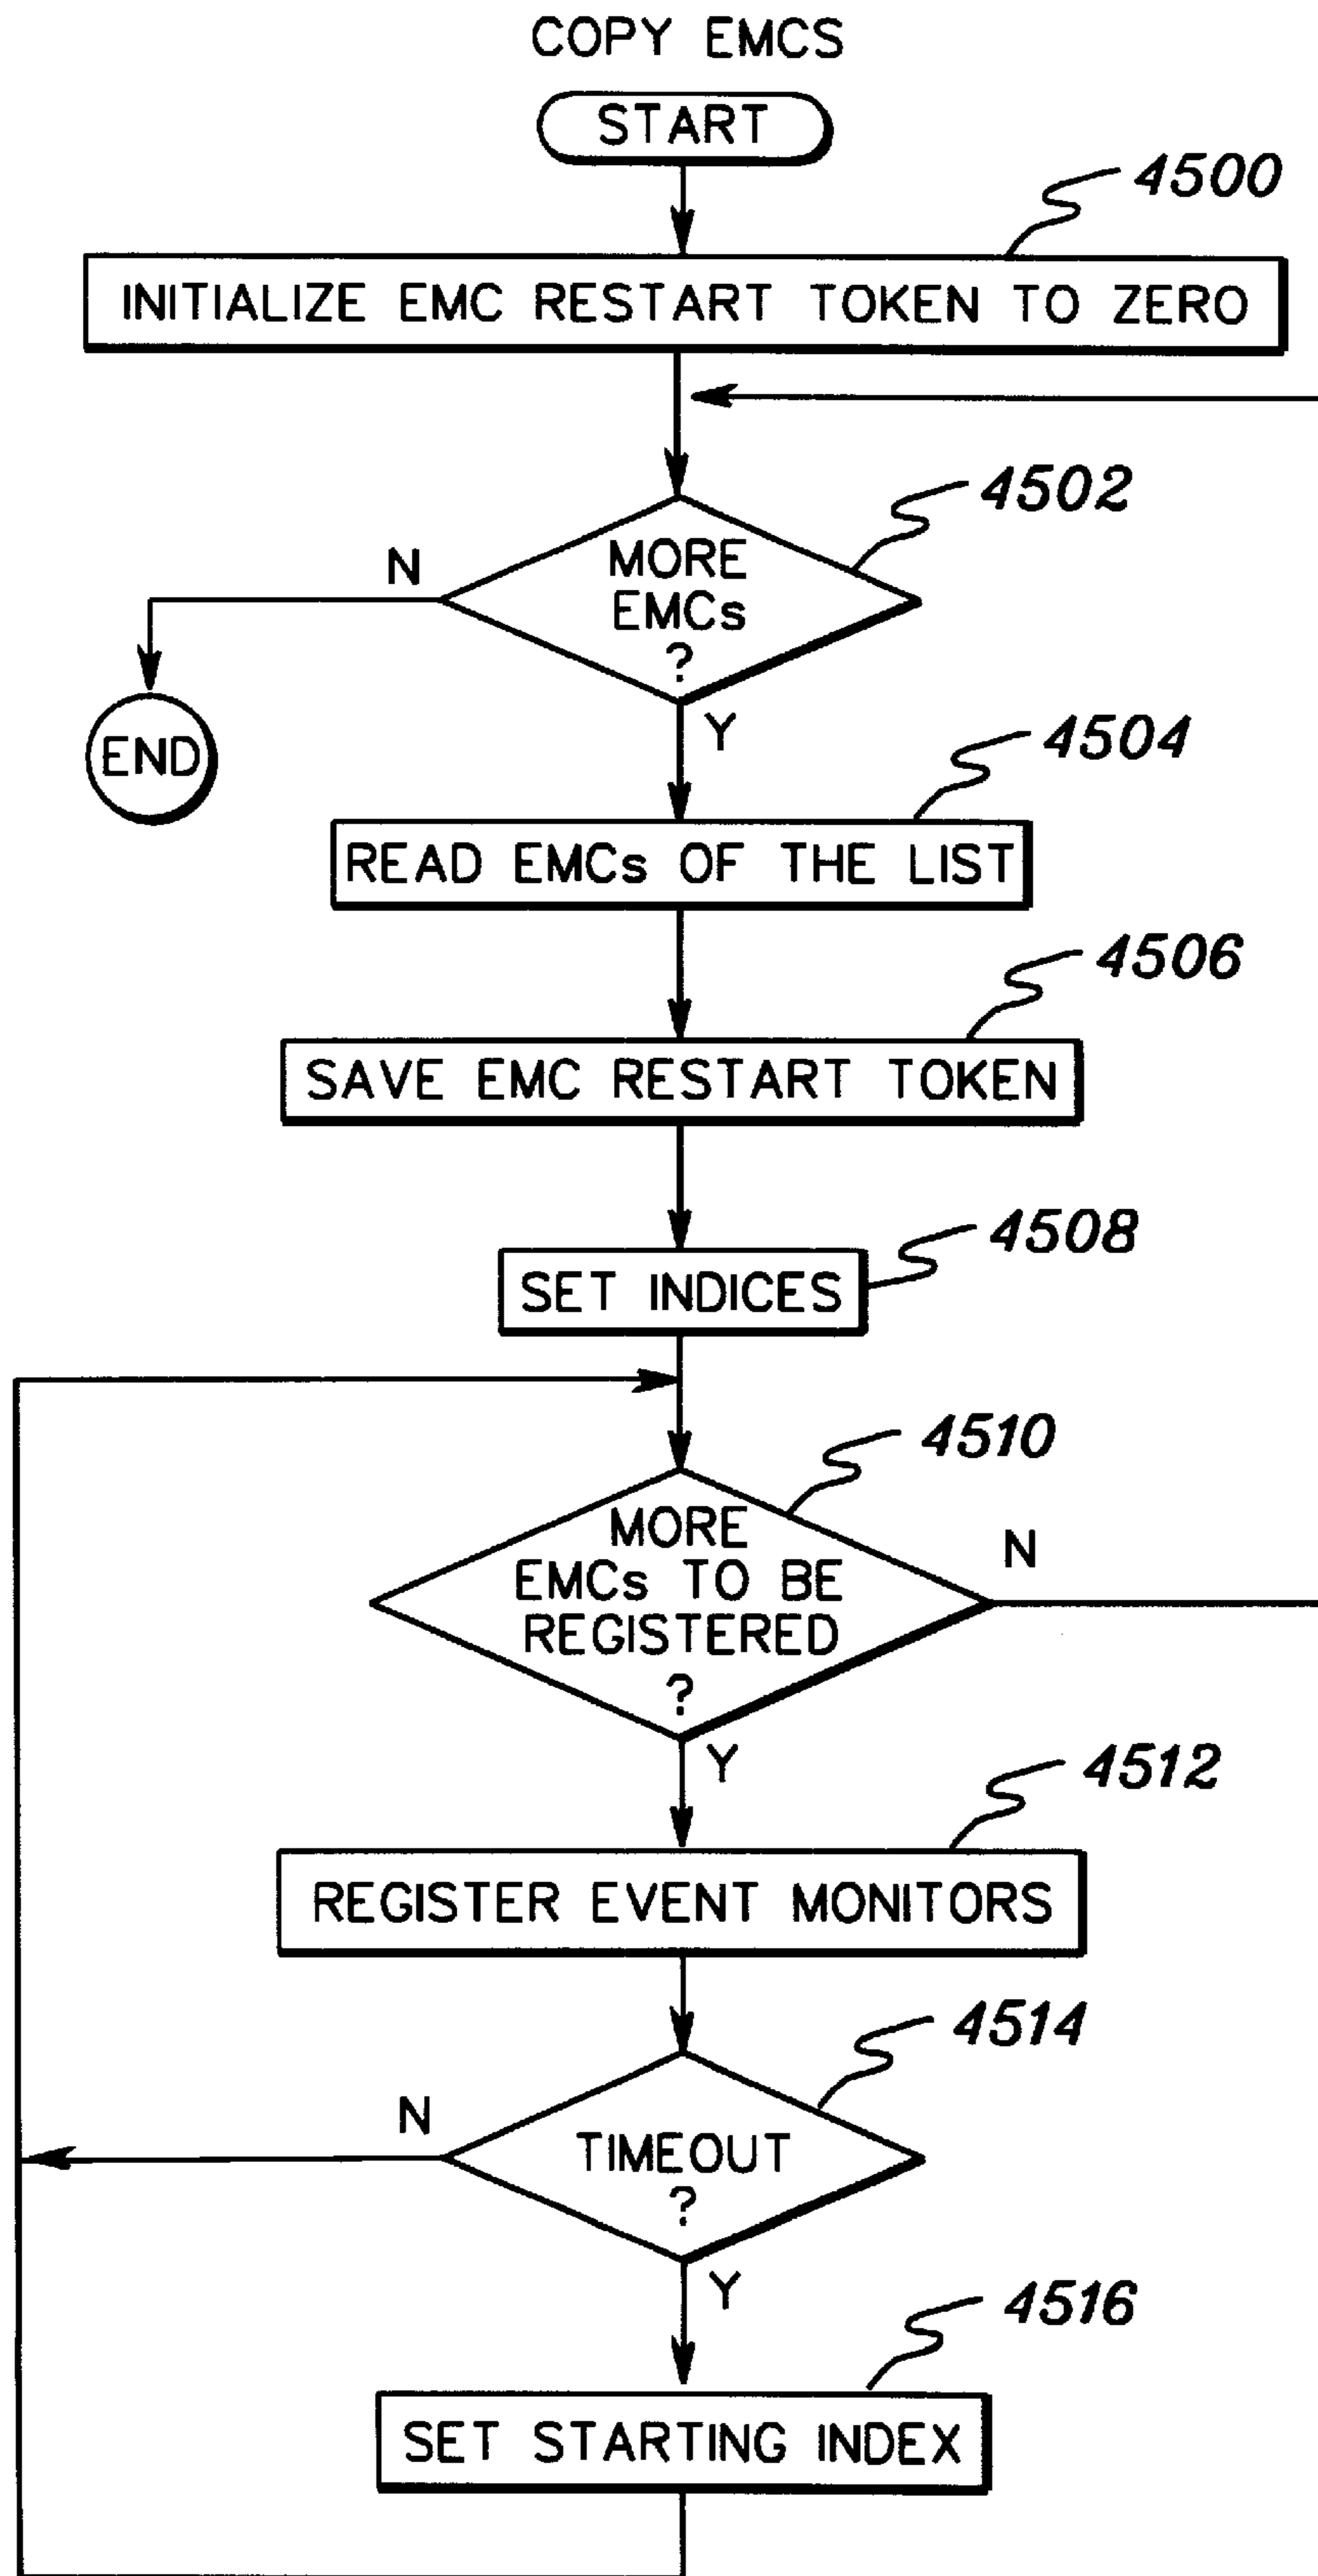 COPY EMCS
START
4500
INITIALIZE EMC RESTART TOKEN TO ZERO
4502
N
MORE
EMCs
?
Y
END
4504
READ EMCs OF THE LIST
4506
SAVE EMC RESTART TOKEN
4508
SET INDICES
4510
MORE
EMCs TO BE
REGISTERED
?
N
Y
4512
REGISTER EVENT MONITORS
4514
N
TIMEOUT
?
Y
4516
SET STARTING INDEX